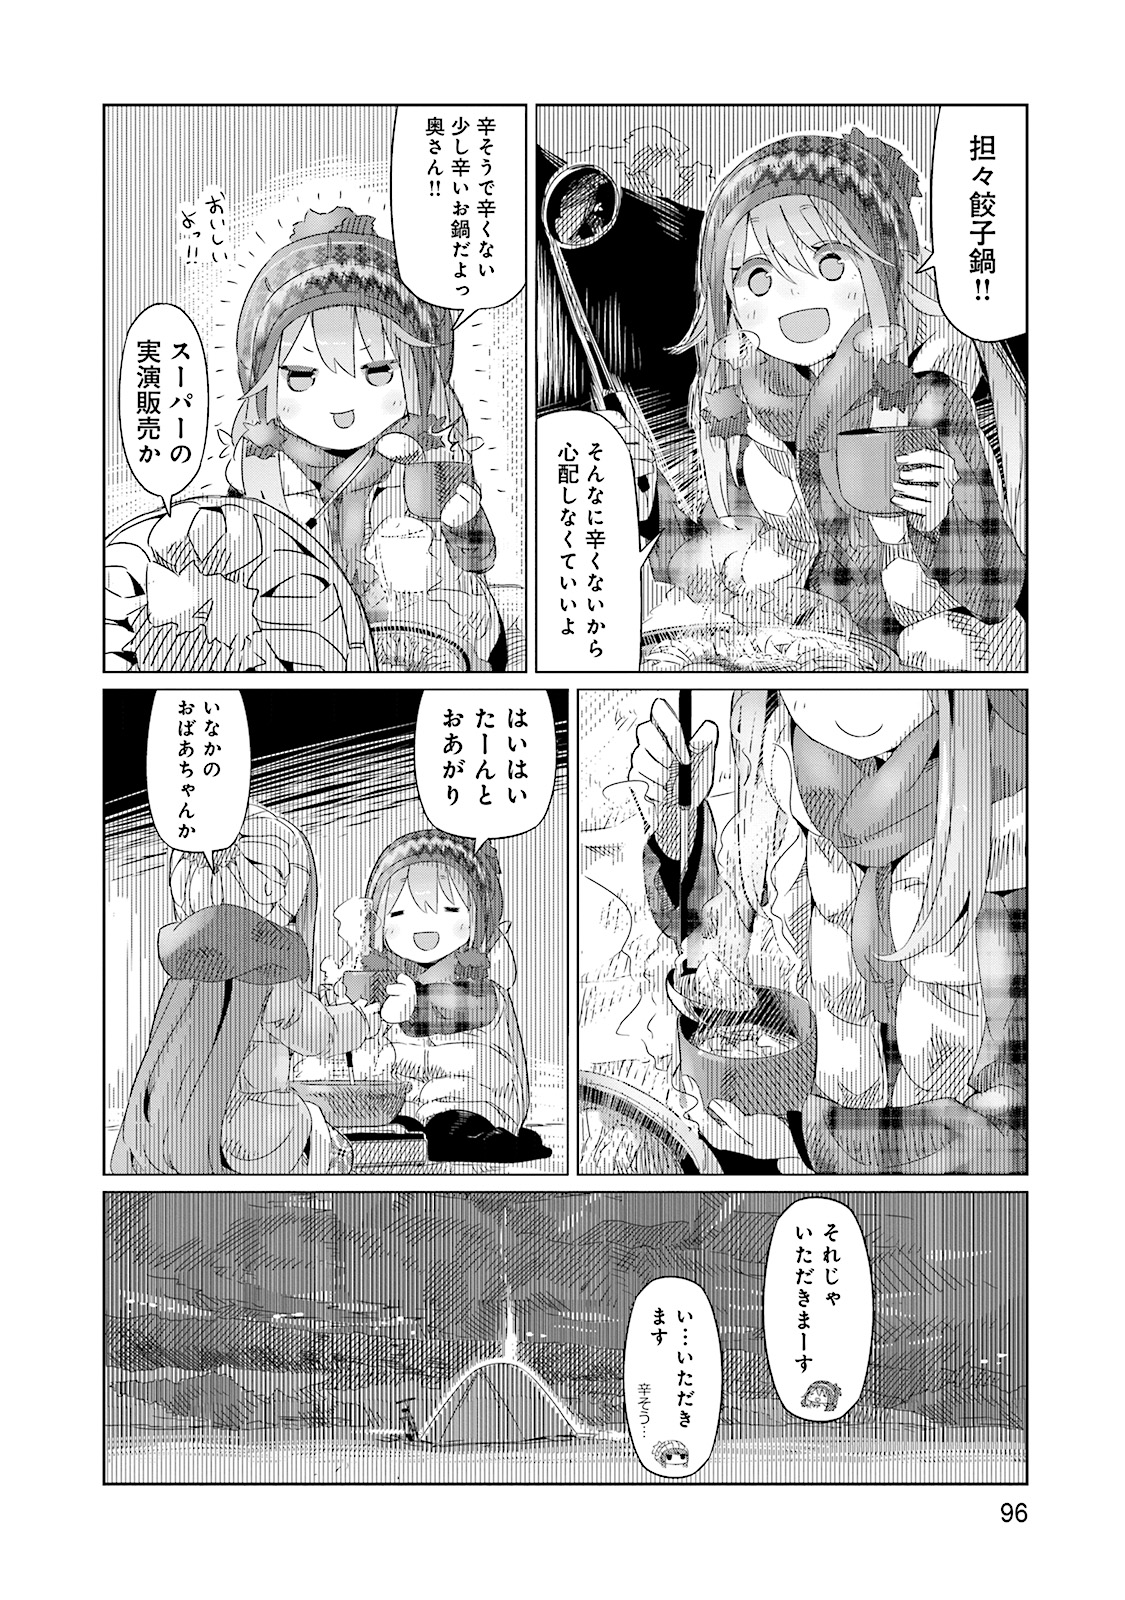 担々餃子鍋!!
そんなに辛くないから
心配しなくていいよ
辛そうで辛くない
少し辛いお鍋だよっ
奥さん!!
おいしい
よっ!!
スーパーの
実演販売か
はいはい
たーんと
おあがり
いなかの
おばあちゃんか
それじゃ
いただきまーす
い…いただき
ます
辛そう…
96